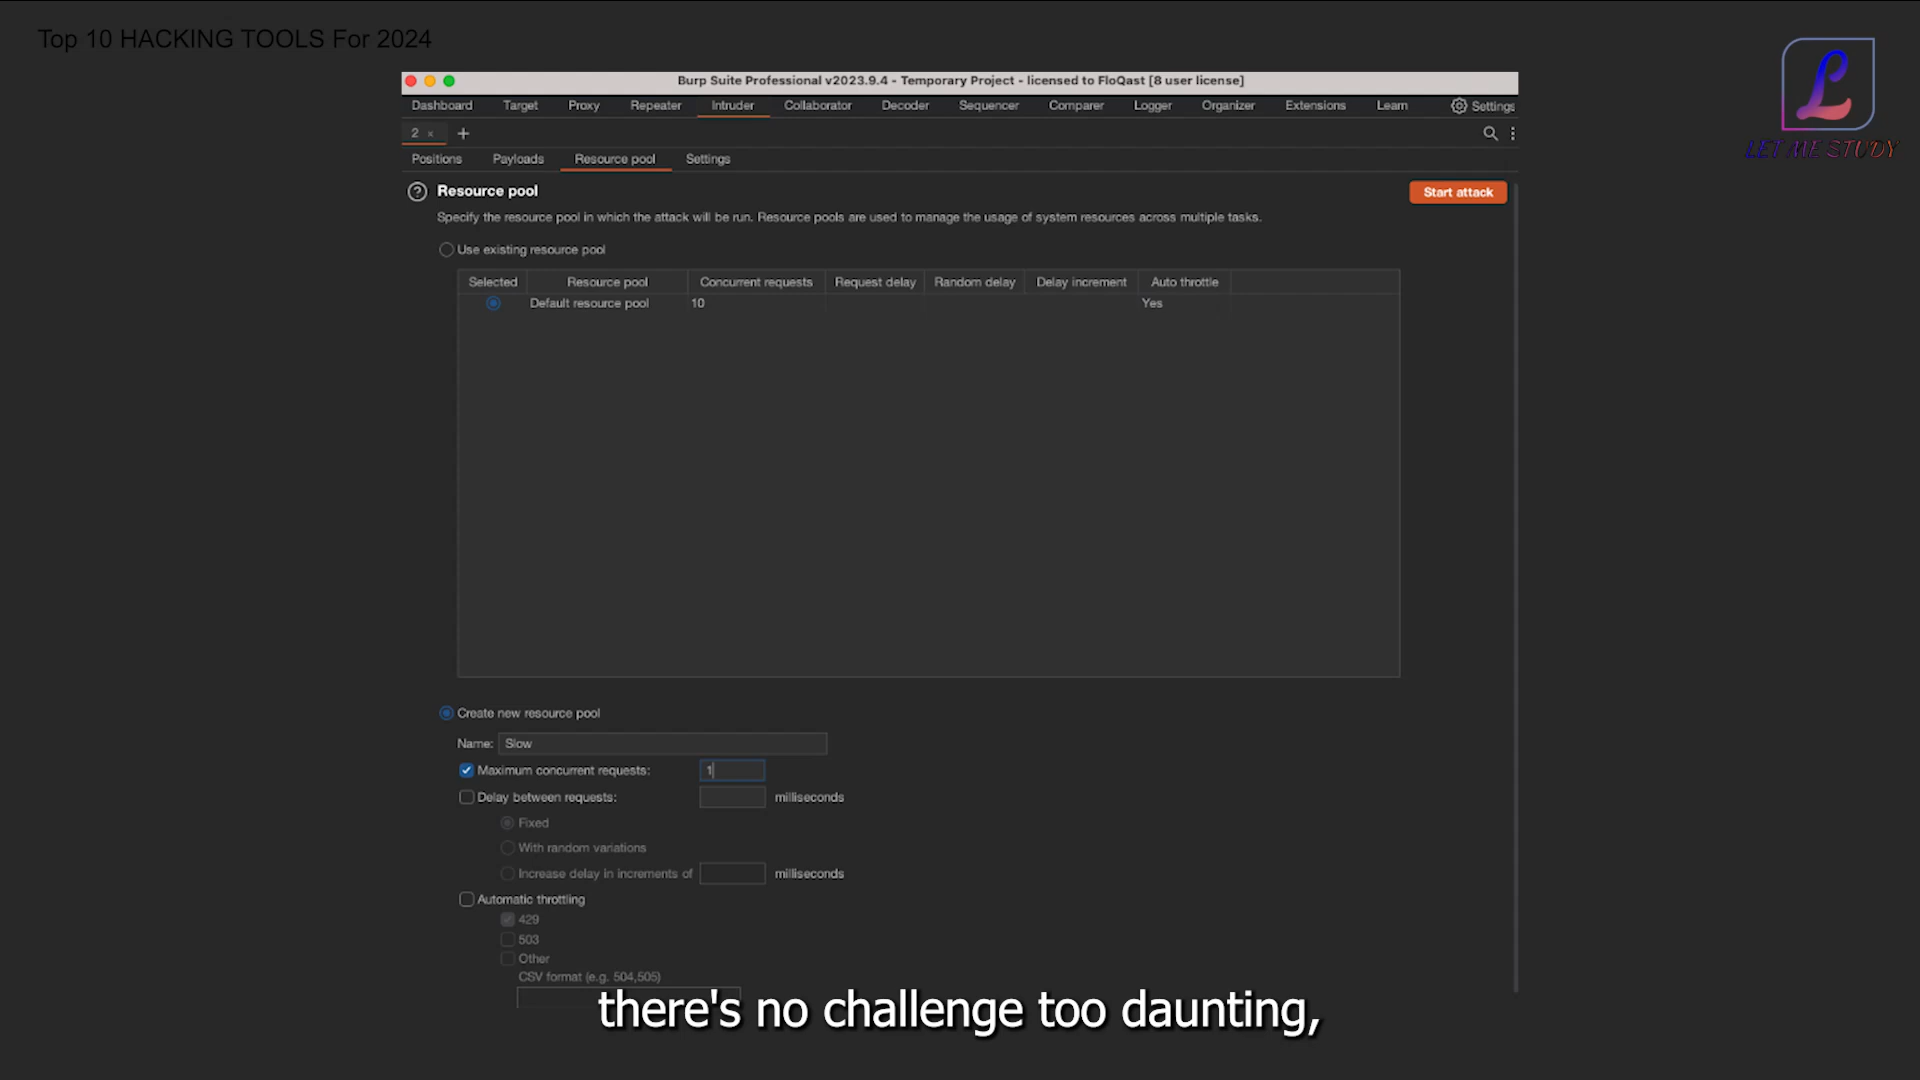 Top 10 HACKING TOOLS For 2024
LET ME STUDY
Burp Suite Professional v2023.9.4 - Temporary Project - licensed to FloQast [8 user license]
Dashboard Target Proxy Repeater Intruder Collaborator Decoder Sequencer Comparer Logger Organizer Extensions Learn Settings
2 × +
Positions Payloads Resource pool Settings
? Resource pool Start attack
Specify the resource pool in which the attack will be run. Resource pools are used to manage the usage of system resources across multiple tasks.
Use existing resource pool
Selected Resource pool Concurrent requests Request delay Random delay Delay increment Auto throttle
Default resource pool 10 Yes
Create new resource pool
Name: Slow
Maximum concurrent requests: 1
Delay between requests: milliseconds
Fixed
With random variations
Increase delay in increments of milliseconds
Automatic throttling
429
503
Other
CSV format (e.g. 504,505)
there's no challenge too daunting,